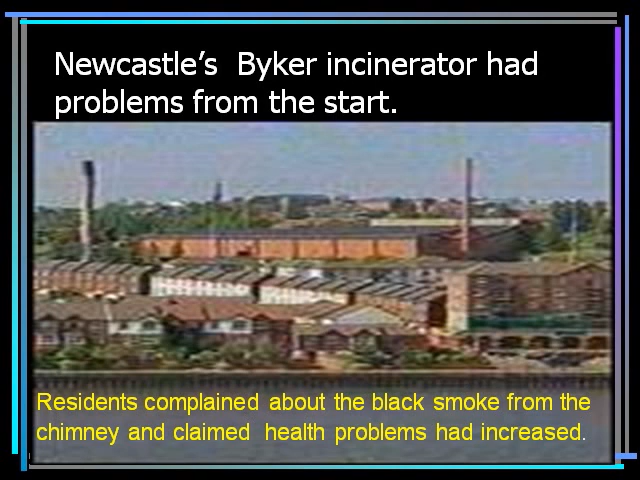 Newcastle’s  Byker incinerator had
problems from the start.
Residents complained about the black smoke from the
chimney and claimed  health problems had increased.